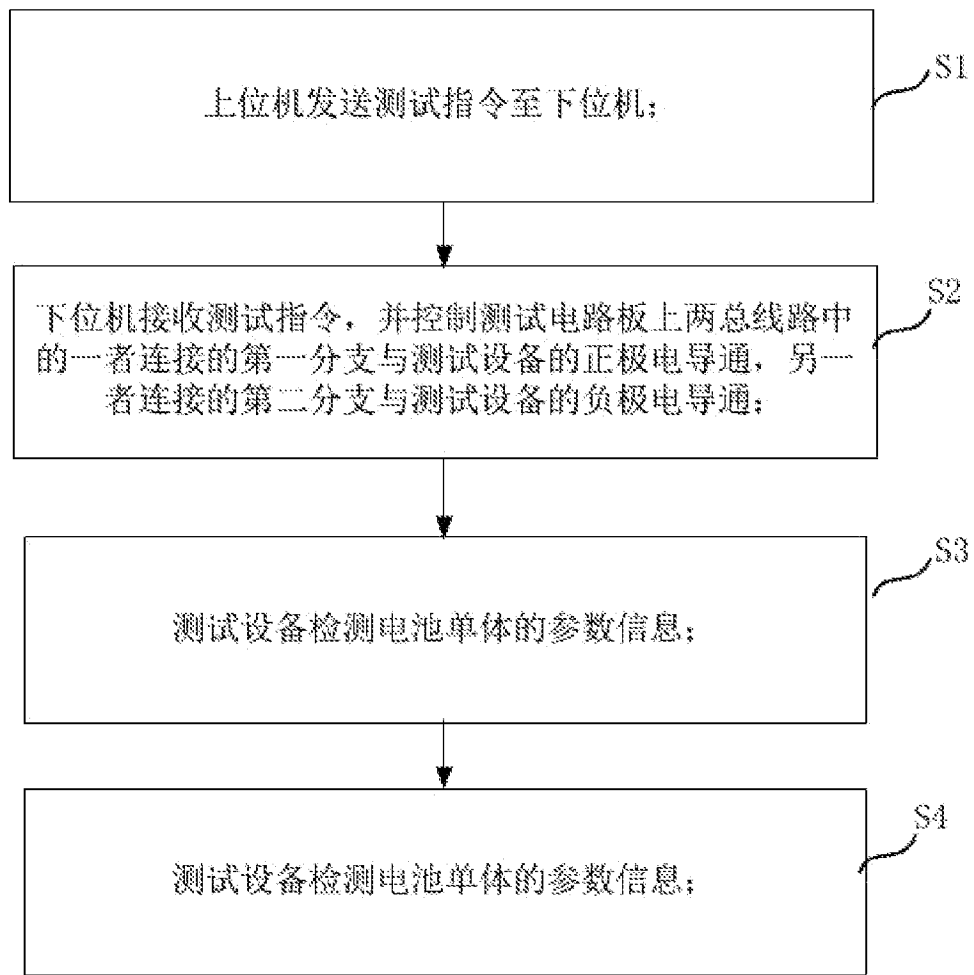 S1
上位机发送测试指令至下位机;
S2
下位机接收测试指令，并控制测试电路板上两总线路中
的一者连接的第一分支与测试设备的正极电导通，另一
者连接的第二分支与测试设备的负极电导通;
S3
测试设备检测电池单体的参数信息;
S4
测试设备检测电池单体的参数信息;